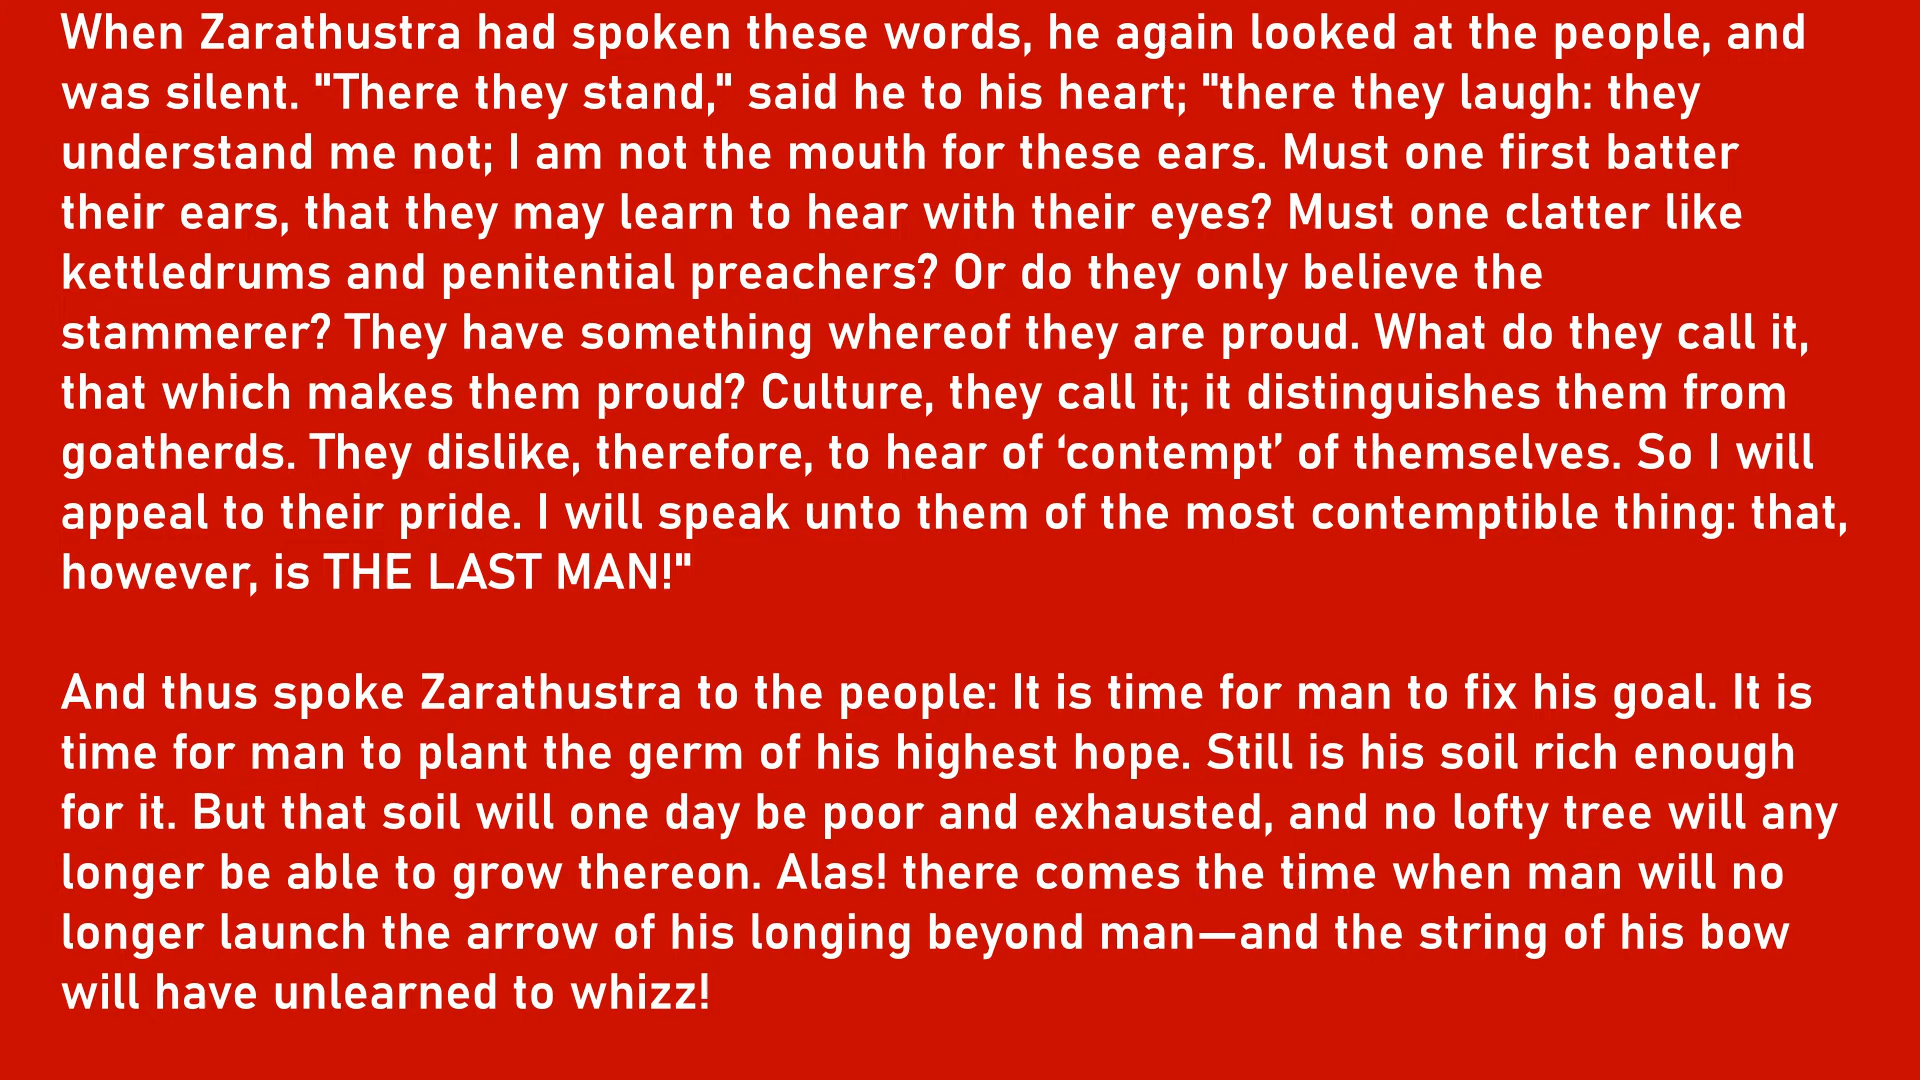 When Zarathustra had spoken these words, he again looked at the people, and
was silent. "There they stand," said he to his heart; "there they laugh: they
understand me not; I am not the mouth for these ears. Must one first batter
their ears, that they may learn to hear with their eyes? Must one clatter like
kettledrums and penitential preachers? Or do they only believe the
stammerer? They have something whereof they are proud. What do they call it,
that which makes them proud? Culture, they call it; it distinguishes them from
goatherds. They dislike, therefore, to hear of ‘contempt’ of themselves. So I will
appeal to their pride. I will speak unto them of the most contemptible thing: that,
however, is THE LAST MAN!"
And thus spoke Zarathustra to the people: It is time for man to fix his goal. It is
time for man to plant the germ of his highest hope. Still is his soil rich enough
for it. But that soil will one day be poor and exhausted, and no lofty tree will any
longer be able to grow thereon. Alas! there comes the time when man will no
longer launch the arrow of his longing beyond man—and the string of his bow
will have unlearned to whizz!